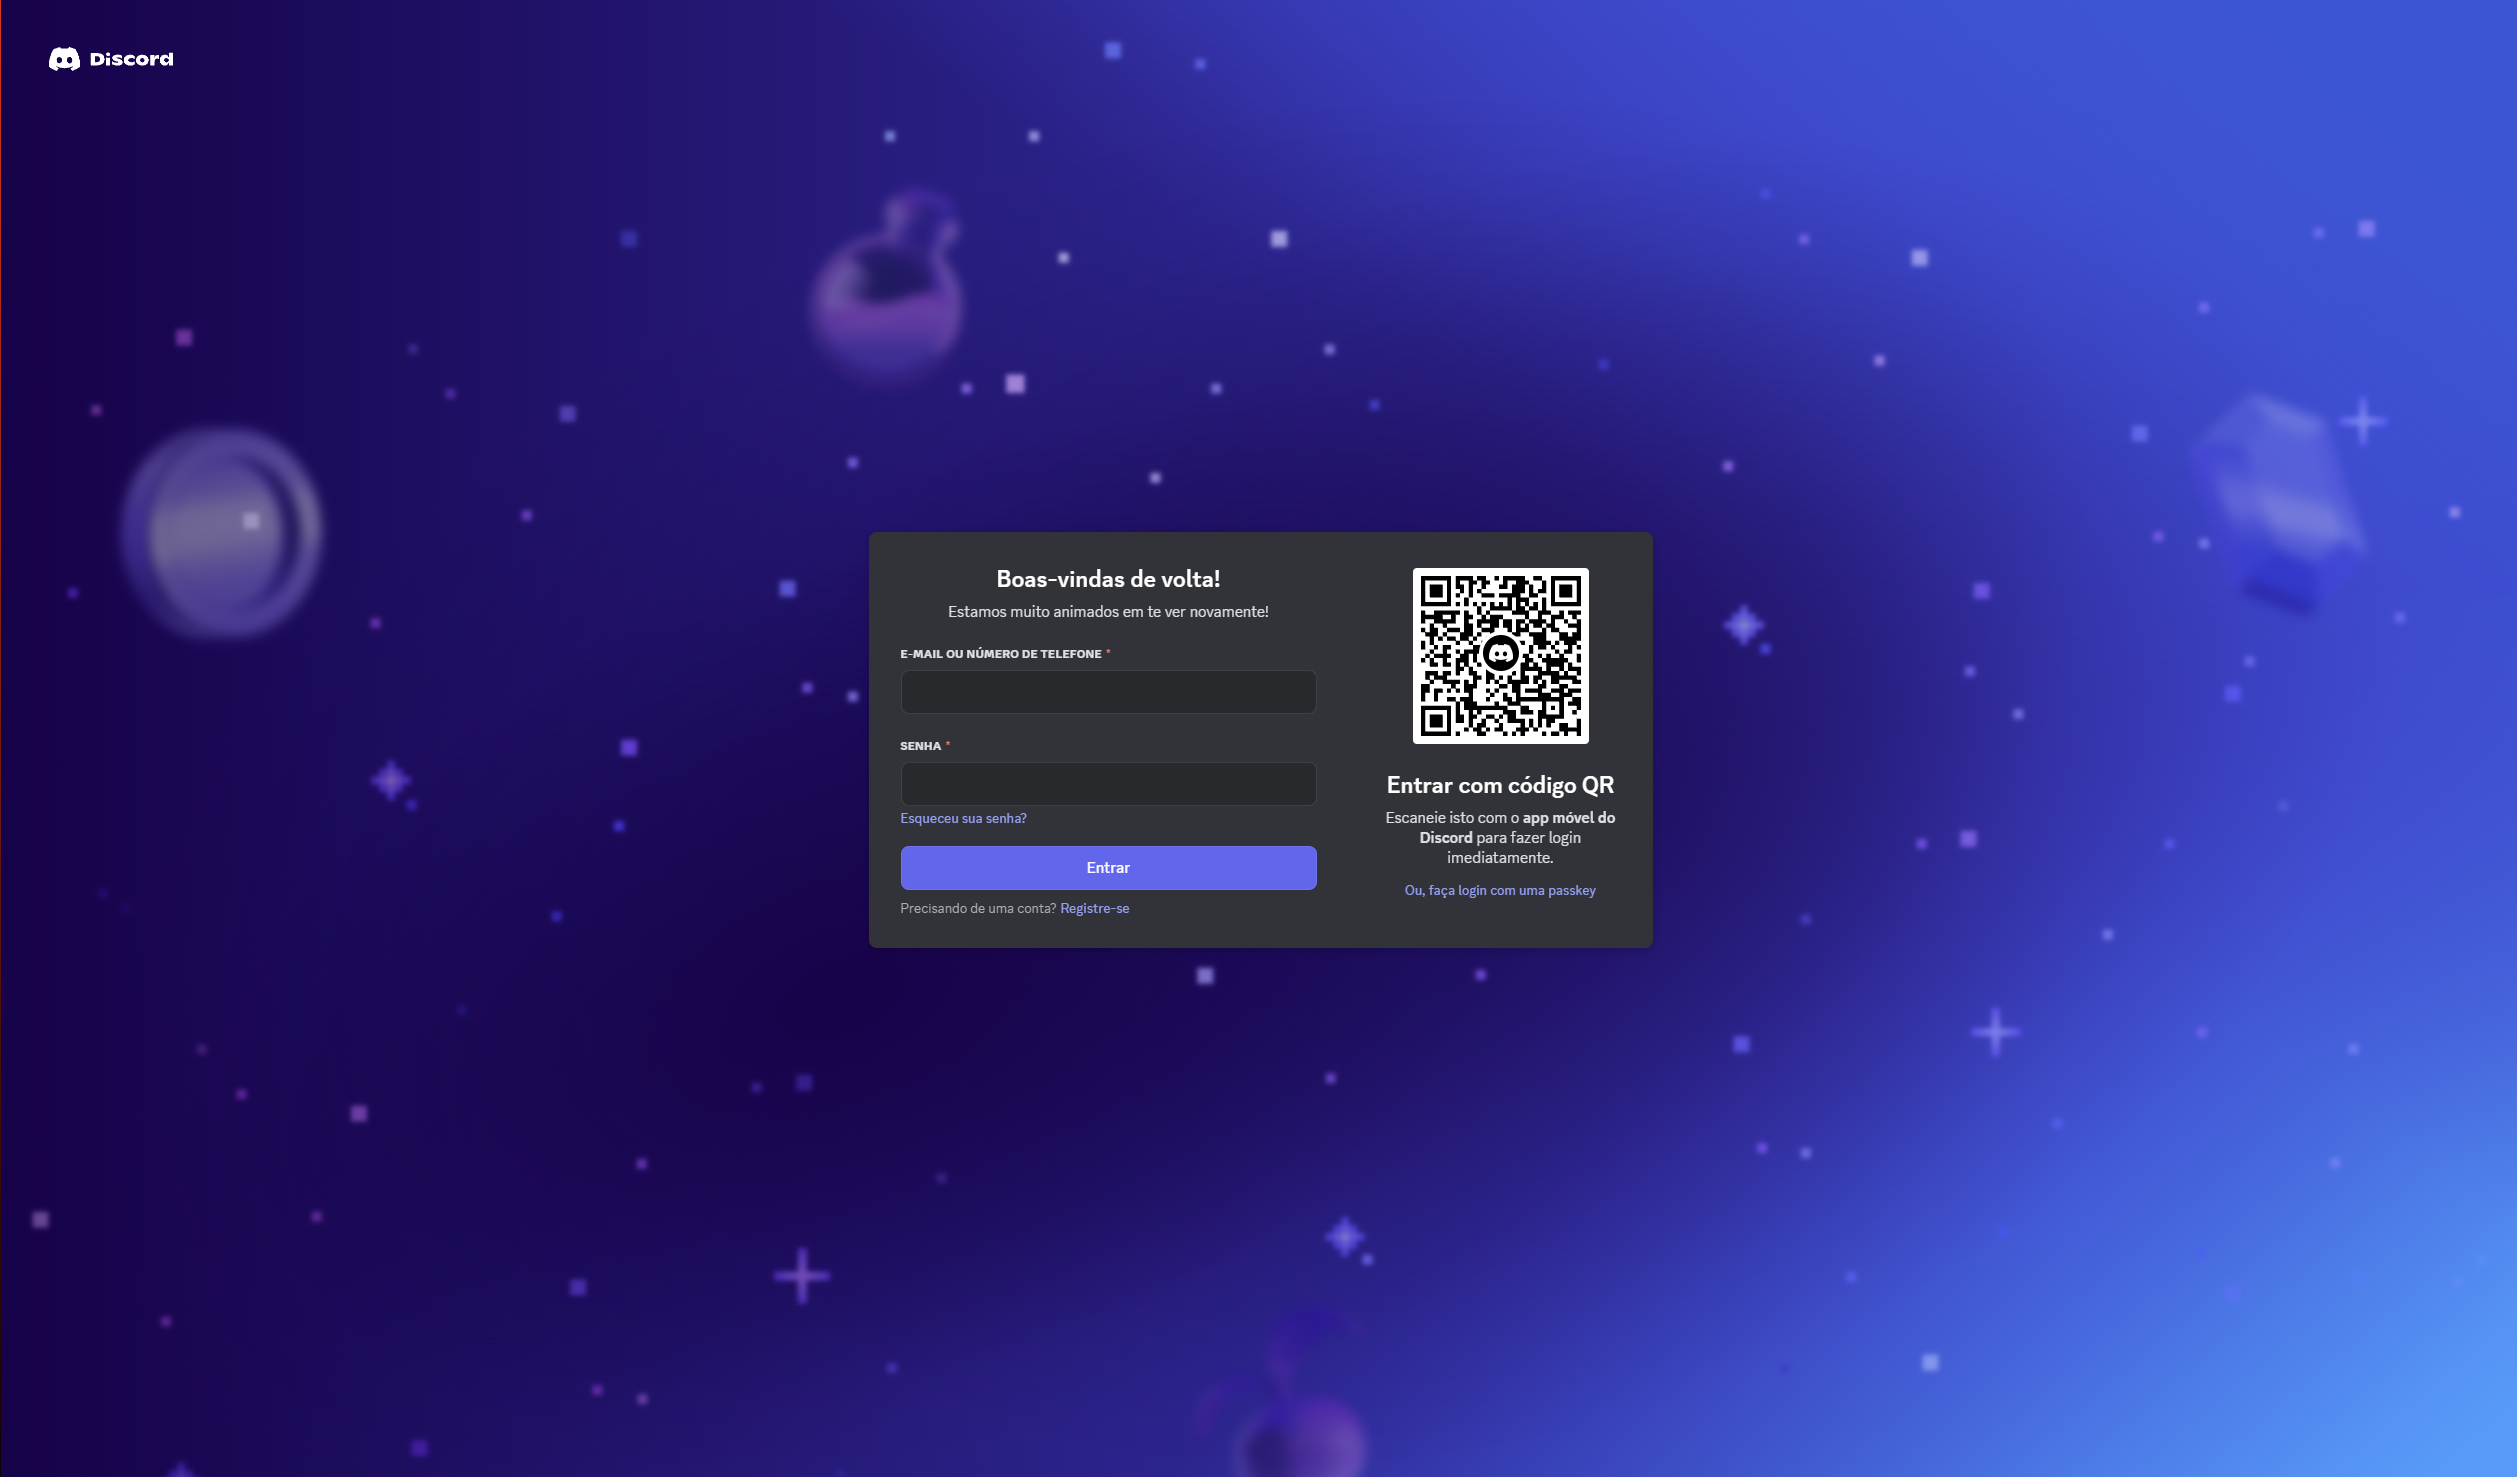 Discord
Boas-vindas de volta!
Estamos muito animados em te ver novamente!
E-MAIL OU NÚMERO DE TELEFONE *
SENHA *
Esqueceu sua senha?
Entrar
Precisando de uma conta? Registre-se
Entrar com código QR
Escaneie isto com o app móvel do
Discord para fazer login
imediatamente.
Ou, faça login com uma passkey